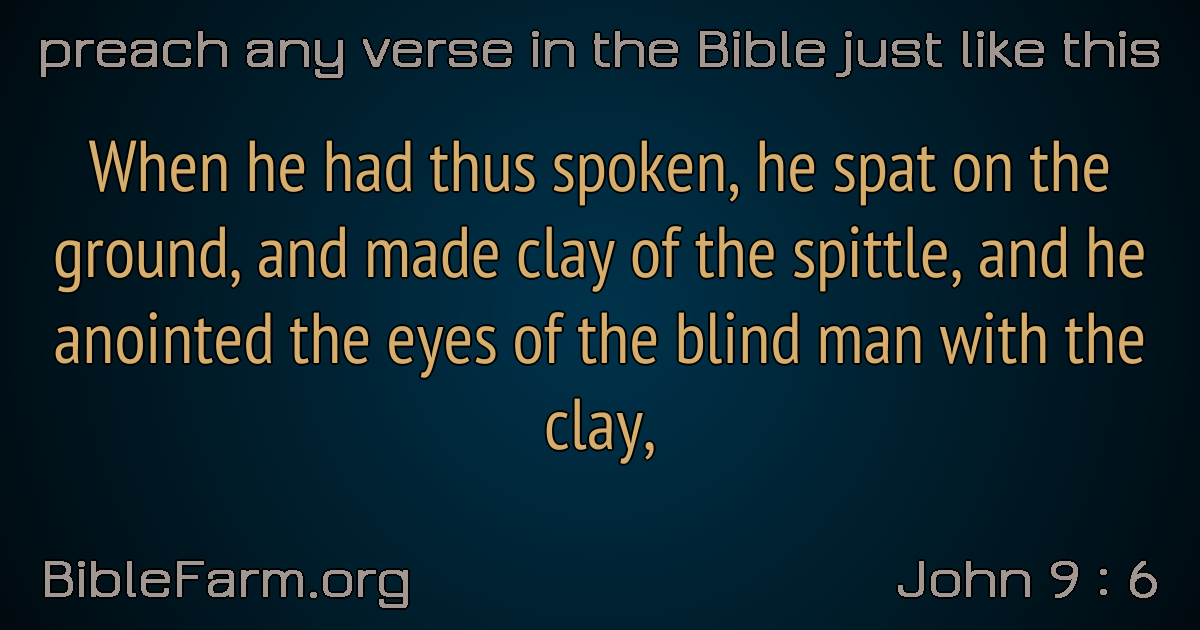 preach any verse in the Bible just like this
When he had thus spoken, he spat on the
ground, and made clay of the spittle, and he
anointed the eyes of the blind man with the
clay,
BibleFarm.org
John 9 : 6